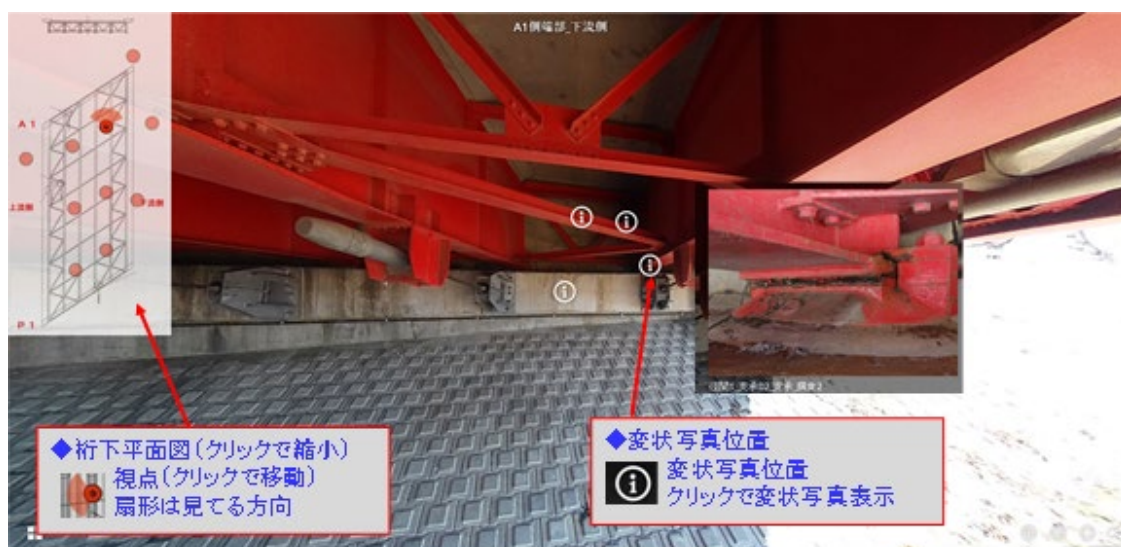 A1側端部_下流側
A1
上流側
下流側
P1
◆桁下平面図(クリックで縮小)
視点(クリックで移動)
扇形は見てる方向
◆変状写真位置
変状写真位置
クリックで変状写真表示